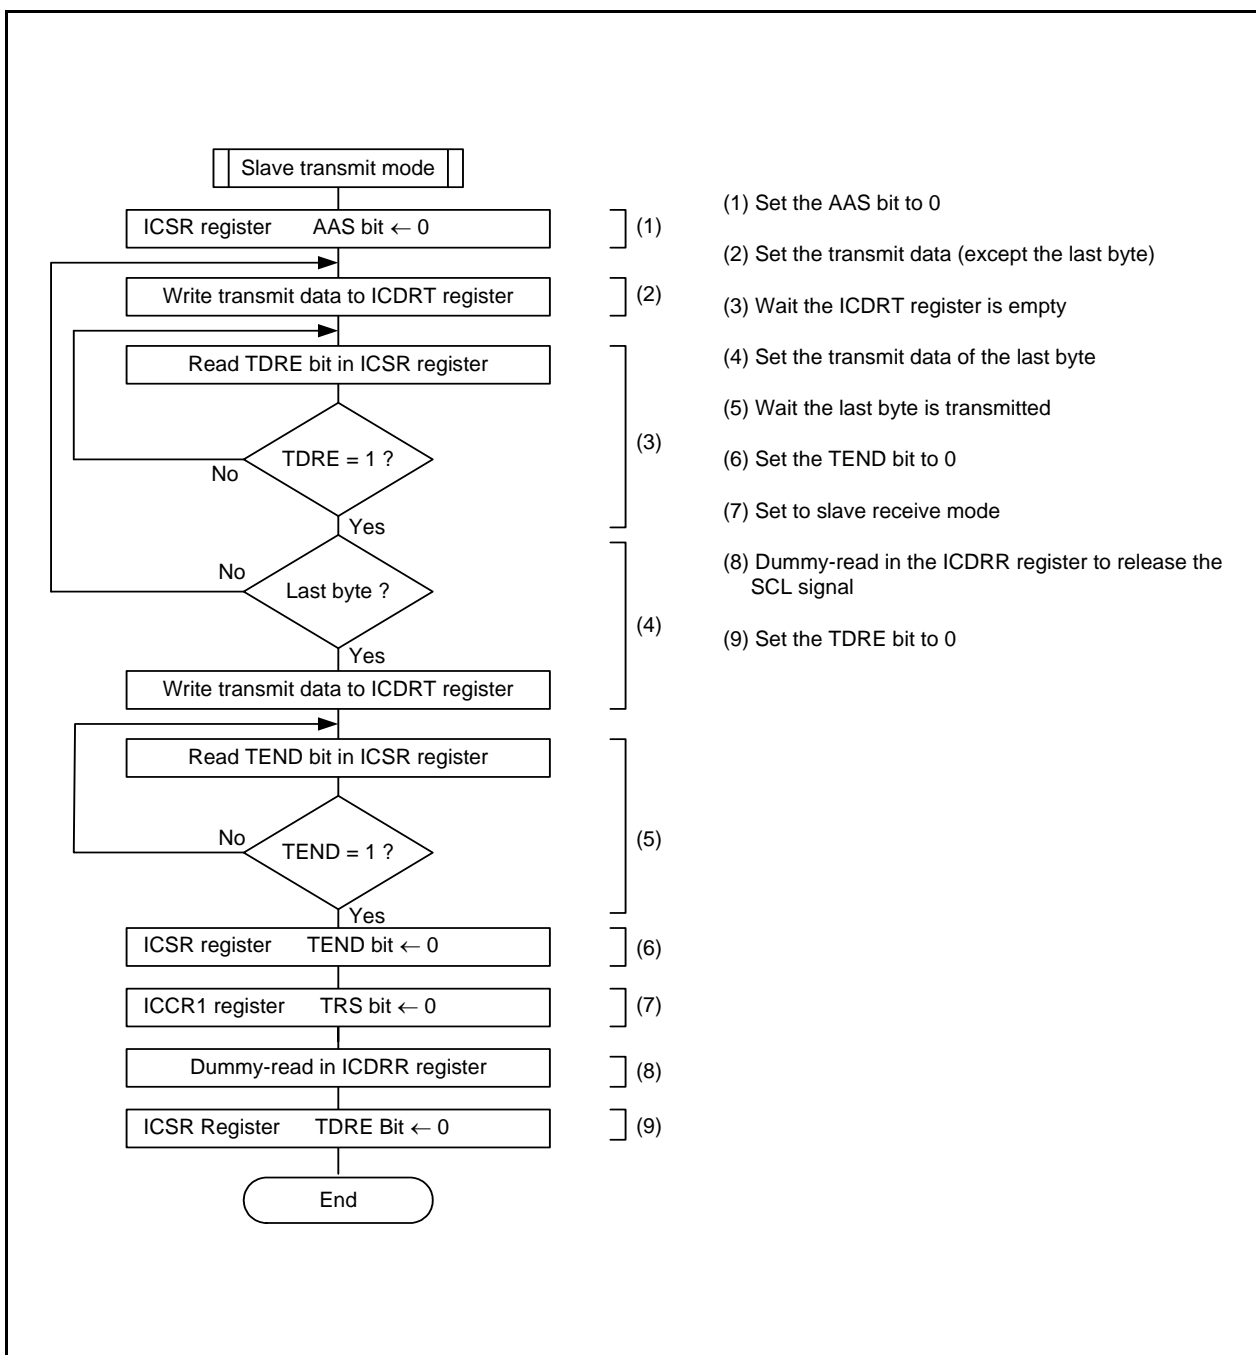 Slave transmit mode
ICSR register AAS bit ← 0
(1)
Write transmit data to ICDRT register
(2)
Read TDRE bit in ICSR register
TDRE = 1 ?
No
(3)
Yes
No
Last byte ?
(4)
Yes
Write transmit data to ICDRT register
Read TEND bit in ICSR register
No
TEND = 1 ?
(5)
Yes
ICSR register TEND bit ← 0
(6)
ICCR1 register TRS bit ← 0
(7)
Dummy-read in ICDRR register
(8)
ICSR Register TDRE Bit ← 0
(9)
End
(1) Set the AAS bit to 0
(2) Set the transmit data (except the last byte)
(3) Wait the ICDRT register is empty
(4) Set the transmit data of the last byte
(5) Wait the last byte is transmitted
(6) Set the TEND bit to 0
(7) Set to slave receive mode
(8) Dummy-read in the ICDRR register to release the
SCL signal
(9) Set the TDRE bit to 0